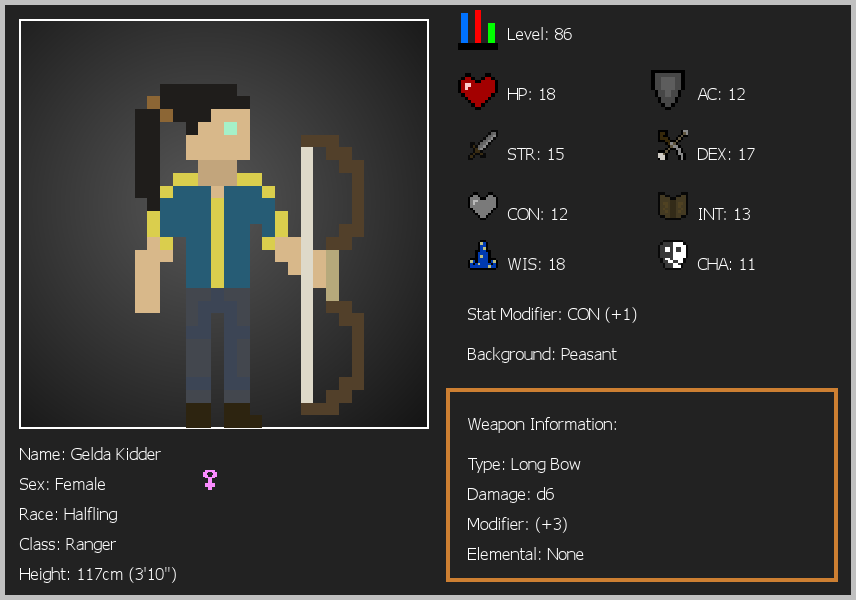 Level: 86
HP: 18
AC: 12
STR: 15
DEX: 17
CON: 12
INT: 13
WIS: 18
CHA: 11
Stat Modifier: CON (+1)
Background: Peasant
Weapon Information:
Type: Long Bow
Damage: d6
Modifier: (+3)
Elemental: None
Name: Gelda Kidder
Sex: Female
Race: Halfling
Class: Ranger
Height: 117cm (3'10")